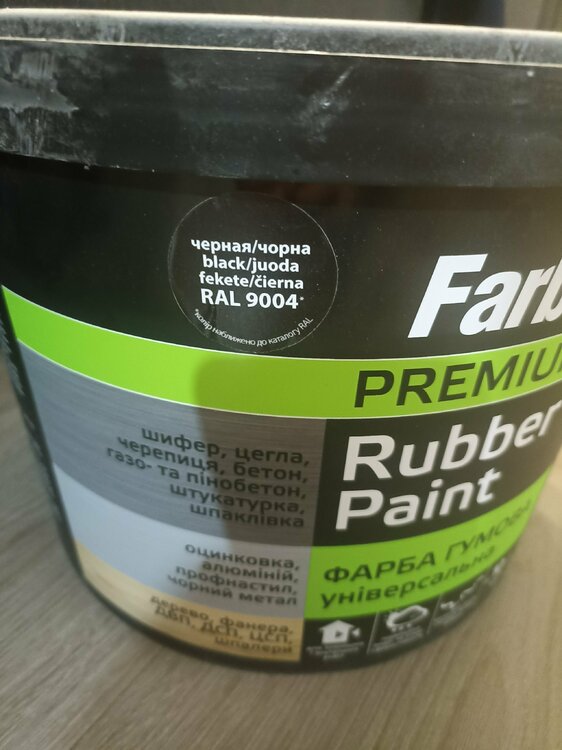 черная/чорна
black/juoda
fekete/čierna
RAL 9004*
*колір наближено до каталогу RAL
Farb
PREMIU
Rubber
Paint
ФАРБА ГУМОВА
універсальна
шифер, цегла,
черепиця, бетон,
газо- та пінобетон,
штукатурка,
шпаклівка
оцинковка,
алюміній,
профнастил,
чорний метал
дерево, фанера,
ДВП, ДСП, ЦСП,
шпалери